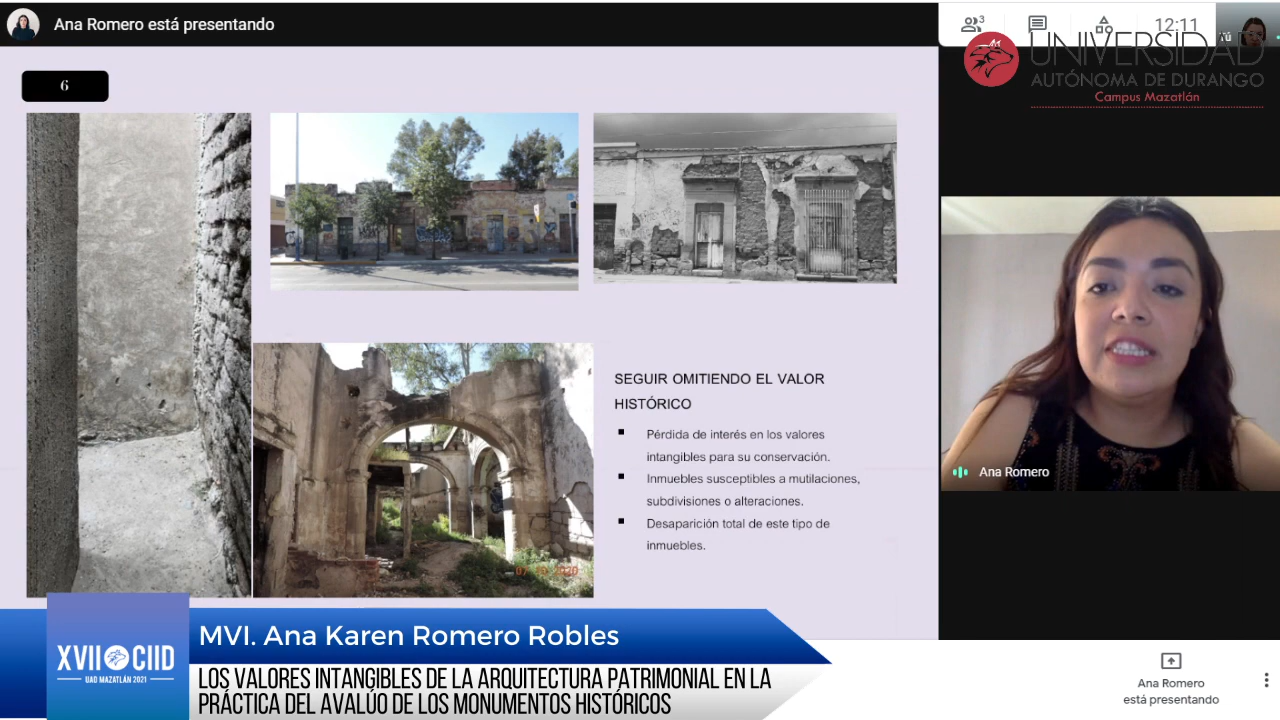 Ana Romero está presentando
3
12:11
Tú
UNIVERSIDAD
AUTÓNOMA DE DURANGO
Campus Mazatlán
6
SEGUIR OMITIENDO EL VALOR
HISTÓRICO
Pérdida de interés en los valores
intangibles para su conservación.
Inmuebles susceptibles a mutilaciones,
subdivisiones o alteraciones.
Desaparición total de este tipo de
inmuebles.
Ana Romero
MVI. Ana Karen Romero Robles
XVII CIID
UAD MAZATLÁN 2021
LOS VALORES INTANGIBLES DE LA ARQUITECTURA PATRIMONIAL EN LA
PRÁCTICA DEL AVALÚO DE LOS MONUMENTOS HISTÓRICOS
Ana Romero
está presentando